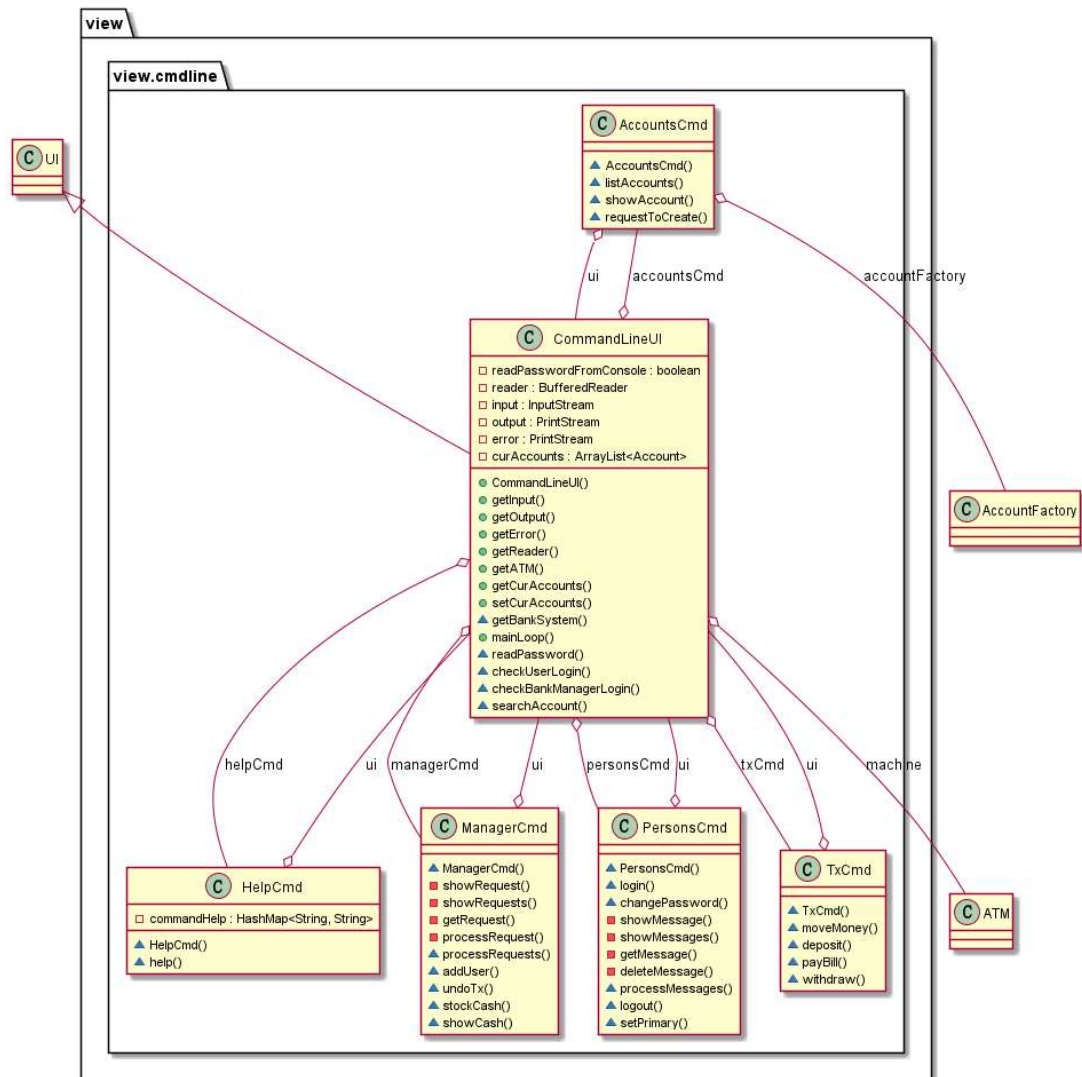 view
view.cmdline
C AccountsCmd
AccountsCmd()
listAccounts()
showAccount()
requestToCreate()
C UI
ui
accountsCmd
accountFactory
C CommandLineUI
readPasswordFromConsole : boolean
reader : BufferedReader
input : InputStream
output : PrintStream
error : PrintStream
curAccounts : ArrayList<Account>
CommandLineUI()
getInput()
getOutput()
getError()
getReader()
getATM()
getCurAccounts()
setCurAccounts()
getBankSystem()
mainLoop()
readPassword()
checkUserLogin()
checkBankManagerLogin()
searchAccount()
C AccountFactory
helpCmd
ui
managerCmd
ui
personsCmd
ui
txCmd
ui
machine
C HelpCmd
commandHelp : HashMap<String, String>
HelpCmd()
help()
C ManagerCmd
ManagerCmd()
showRequest()
showRequests()
getRequest()
processRequest()
processRequests()
addUser()
undoTx()
stockCash()
showCash()
C PersonsCmd
PersonsCmd()
login()
changePassword()
showMessage()
showMessages()
getMessage()
deleteMessage()
processMessages()
logout()
setPrimary()
C TxCmd
TxCmd()
moveMoney()
deposit()
payBill()
withdraw()
C ATM